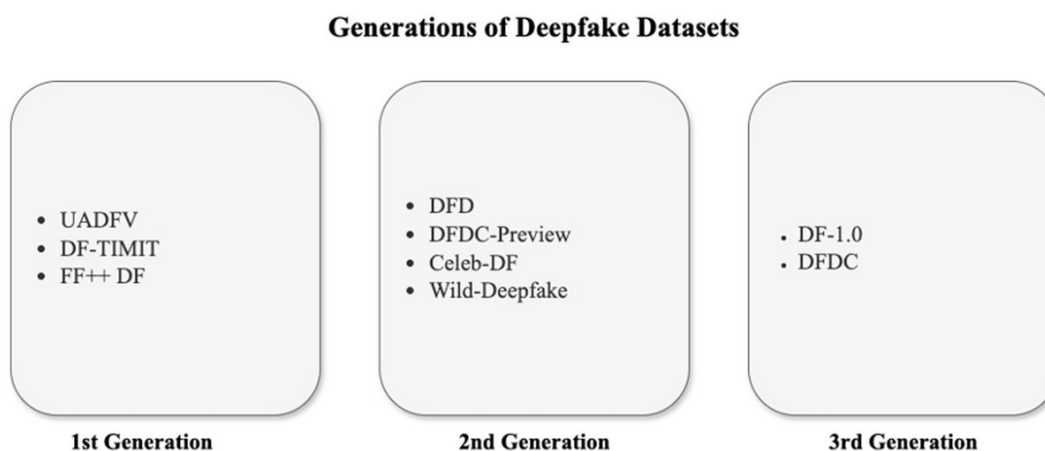 Generations of Deepfake Datasets
• UADFV
• DF-TIMIT
• FF++ DF
1st Generation
• DFD
• DFDC-Preview
• Celeb-DF
• Wild-Deepfake
2nd Generation
• DF-1.0
• DFDC
3rd Generation